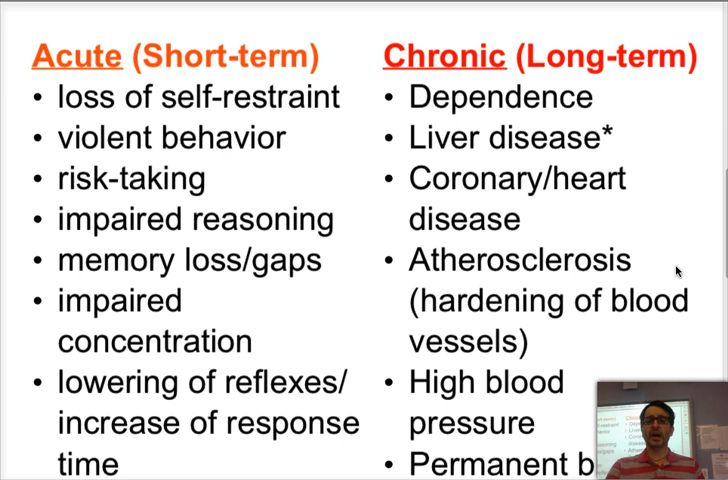 Acute (Short-term)
• loss of self-restraint
• violent behavior
• risk-taking
• impaired reasoning
• memory loss/gaps
• impaired
concentration
• lowering of reflexes/
increase of response
time
Chronic (Long-term)
• Dependence
• Liver disease*
• Coronary/heart
disease
• Atherosclerosis
(hardening of blood
vessels)
• High blood
pressure
• Permanent b